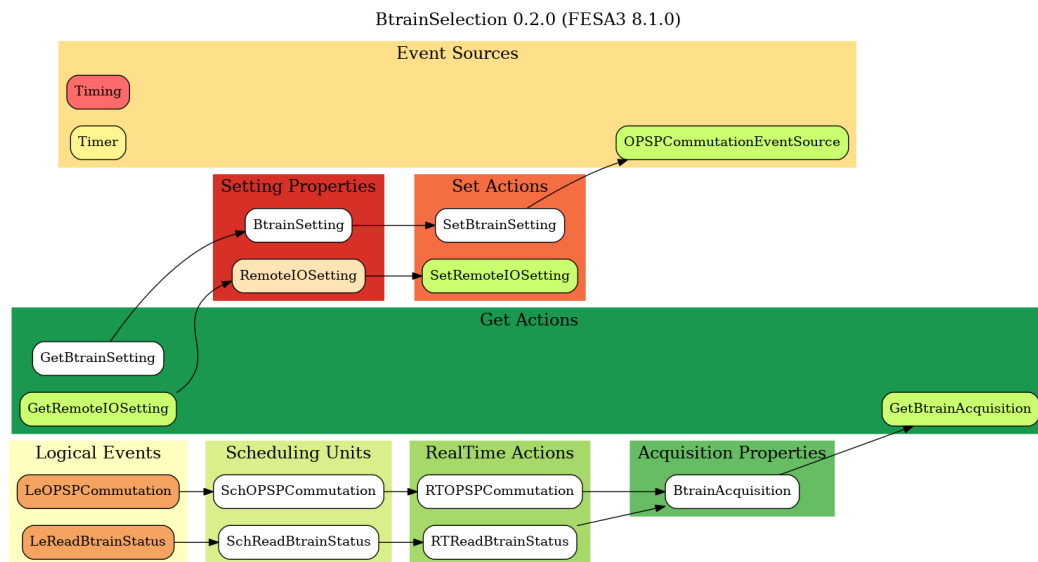 BtrainSelection 0.2.0 (FESA3 8.1.0)
Event Sources
Timing
Timer
OPSPCommutationEventSource
Setting Properties
BtrainSetting
RemoteIOSetting
Set Actions
SetBtrainSetting
SetRemoteIOSetting
Get Actions
GetBtrainSetting
GetRemoteIOSetting
GetBtrainAcquisition
Logical Events
LeOPSPCommutation
LeReadBtrainStatus
Scheduling Units
SchOPSPCommutation
SchReadBtrainStatus
RealTime Actions
RTOPSPCommutation
RTReadBtrainStatus
Acquisition Properties
BtrainAcquisition